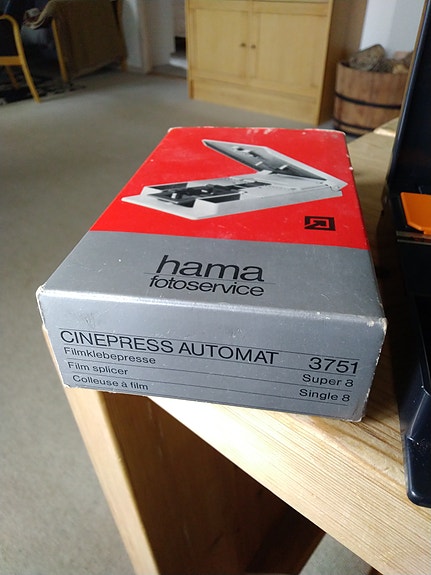 hama
fotoservice
CINEPRESS AUTOMAT 3751
Filmklebepresse Super 8
Film splicer Single 8
Colleuse à film